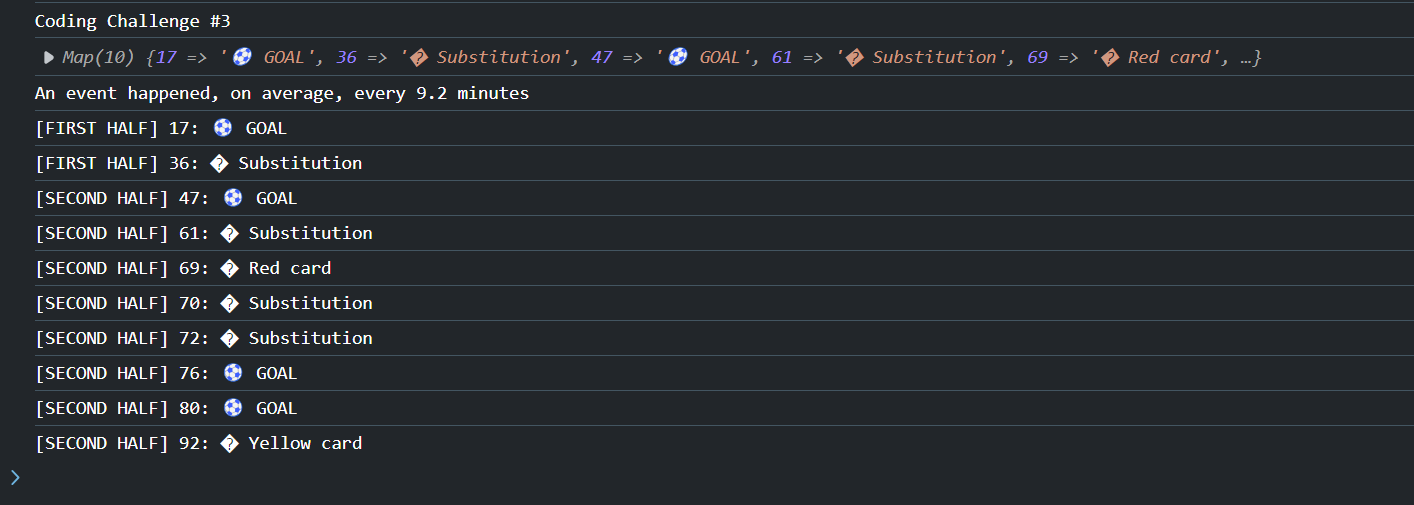 Coding Challenge #3
Map(10) {17 => '⚽ GOAL', 36 => '� Substitution', 47 => '⚽ GOAL', 61 => '� Substitution', 69 => '� Red card', …}
An event happened, on average, every 9.2 minutes
[FIRST HALF] 17: ⚽ GOAL
[FIRST HALF] 36: � Substitution
[SECOND HALF] 47: ⚽ GOAL
[SECOND HALF] 61: � Substitution
[SECOND HALF] 69: � Red card
[SECOND HALF] 70: � Substitution
[SECOND HALF] 72: � Substitution
[SECOND HALF] 76: ⚽ GOAL
[SECOND HALF] 80: ⚽ GOAL
[SECOND HALF] 92: � Yellow card